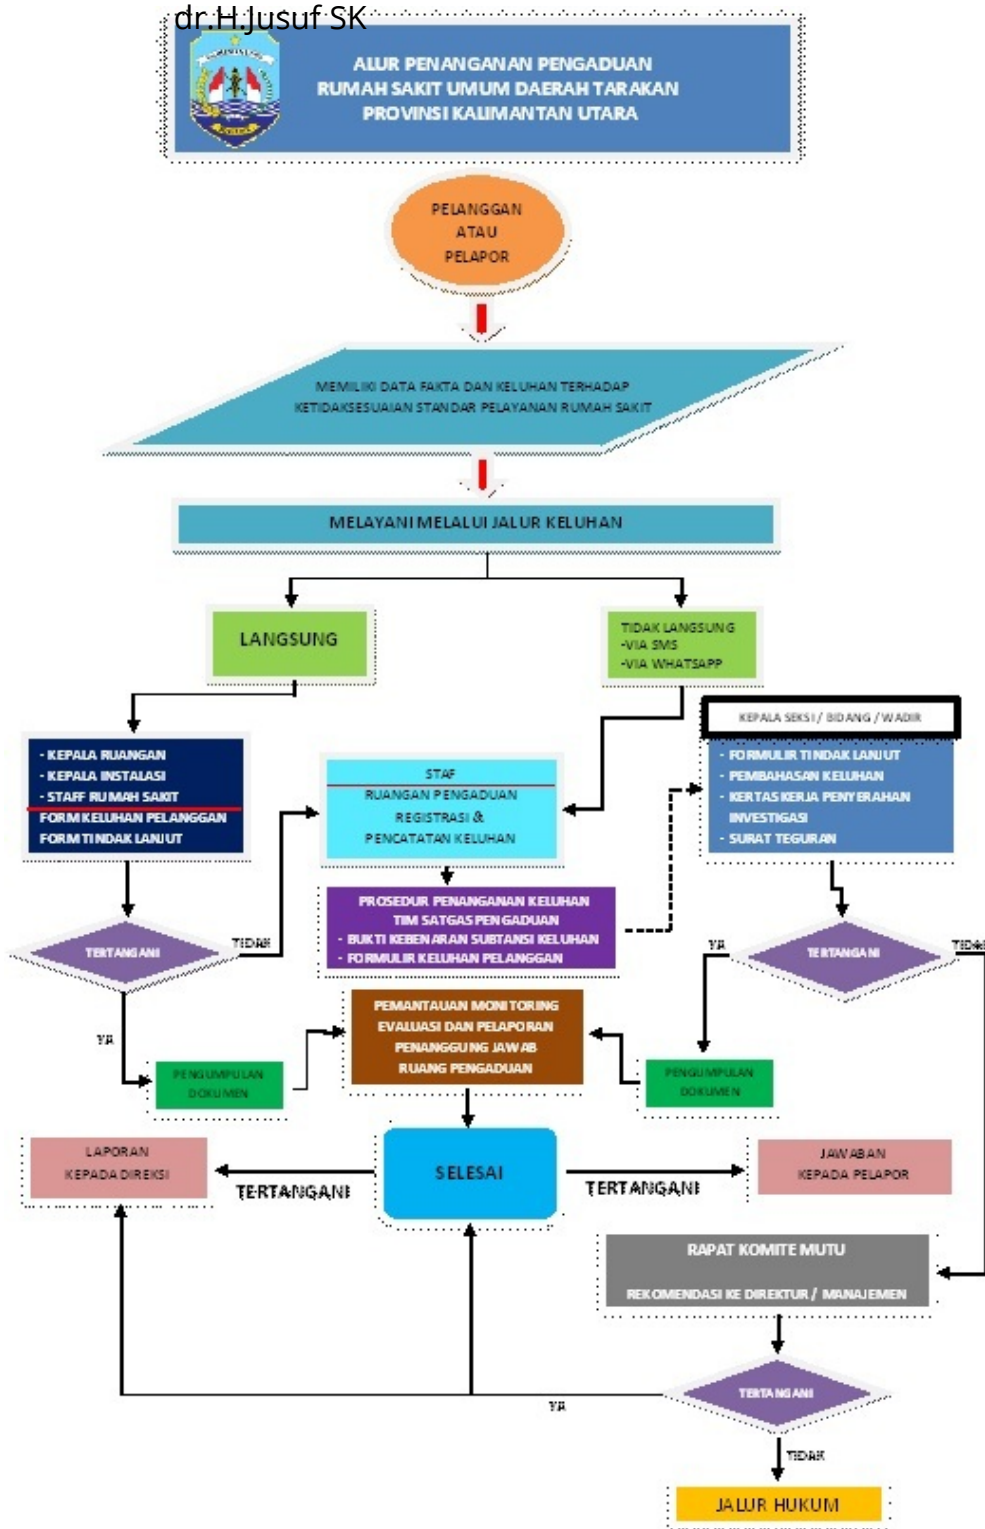 dr.H.Jusuf SK
ALUR PENANGANAN PENGADUAN
RUMAH SAKIT UMUM DAERAH TARAKAN
PROVINSI KALIMANTAN UTARA
PELANGGAN
ATAU
PELAPOR
MEMILIKI DATA FAKTA DAN KELUHAN TERHADAP
KETIDAKSESUAIAN STANDAR PELAYANAN RUMAH SAKIT
MELAYANI MELALUI JALUR KELUHAN
LANGSUNG
TIDAK LANGSUNG
-VIA SMS
-VIA WHATSAPP
- KEPALA RUANGAN
- KEPALA INSTALASI
- STAFF RUMAH SAKIT
FORM KELUHAN PELANGGAN
FORM TINDAK LANJUT
STAF
RUANGAN PENGADUAN
REGISTRASI &
PENCATATAN KELUHAN
KEPALA SEKSI / BIDANG / WADIR
- FORMULIR TINDAK LANJUT
- PEMBAHASAN KELUHAN
- KERTAS KERJA PENYERAHAN
INVESTIGASI
- SURAT TEGURAN
PROSEDUR PENANGANAN KELUHAN
TIM SATGAS PENGADUAN
- BUKTI KEBENARAN SUBTANSI KELUHAN
- FORMULIR KELUHAN PELANGGAN
TERTANGANI
TIDAK
YA
TERTANGANI
YA
TIDAK
PEMANTAUAN MONITORING
EVALUASI DAN PELAPORAN
PENANGGUNG JAWAB
RUANG PENGADUAN
PENGUMPULAN
DOKUMEN
PENGUMPULAN
DOKUMEN
LAPORAN
KEPADA DIREKSI
TERTANGANI
SELESAI
TERTANGANI
JAWABAN
KEPADA PELAPOR
RAPAT KOMITE MUTU
REKOMENDASI KE DIREKTUR / MANAJEMEN
TERTANGANI
YA
TIDAK
JALUR HUKUM